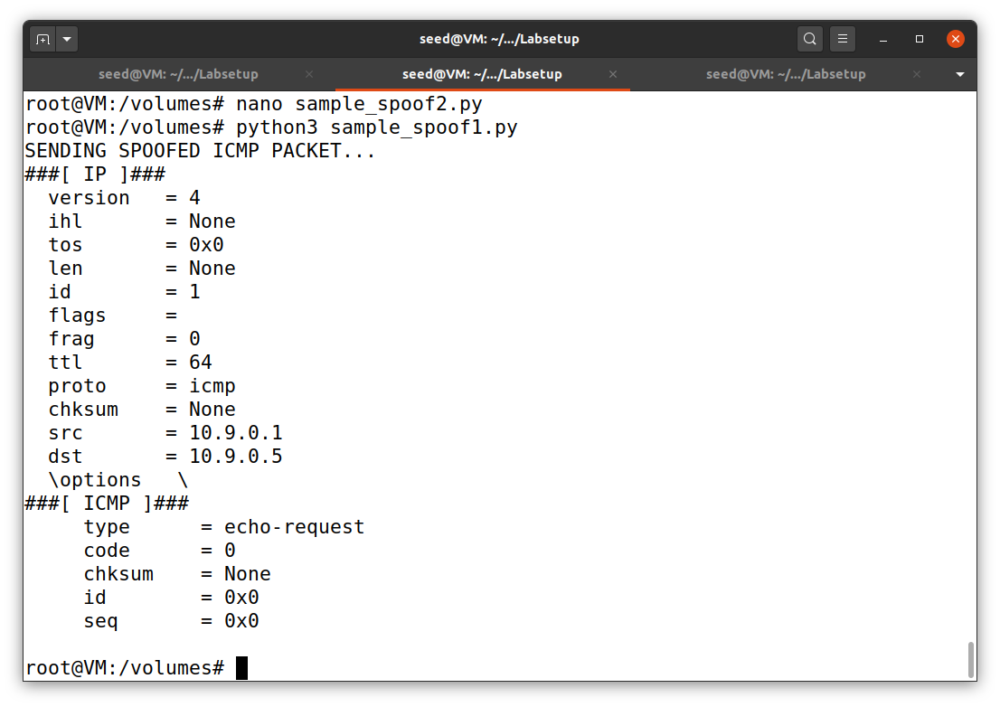 seed@VM: ~/.../Labsetup
seed@VM: ~/.../Labsetup × seed@VM: ~/.../Labsetup × seed@VM: ~/.../Labsetup ×
root@VM:/volumes# nano sample_spoof2.py
root@VM:/volumes# python3 sample_spoof1.py
SENDING SPOOFED ICMP PACKET...
###[ IP ]###
  version   = 4
  ihl       = None
  tos       = 0x0
  len       = None
  id        = 1
  flags     =
  frag      = 0
  ttl       = 64
  proto     = icmp
  chksum    = None
  src       = 10.9.0.1
  dst       = 10.9.0.5
  \options   \
###[ ICMP ]###
     type      = echo-request
     code      = 0
     chksum    = None
     id        = 0x0
     seq       = 0x0
root@VM:/volumes#